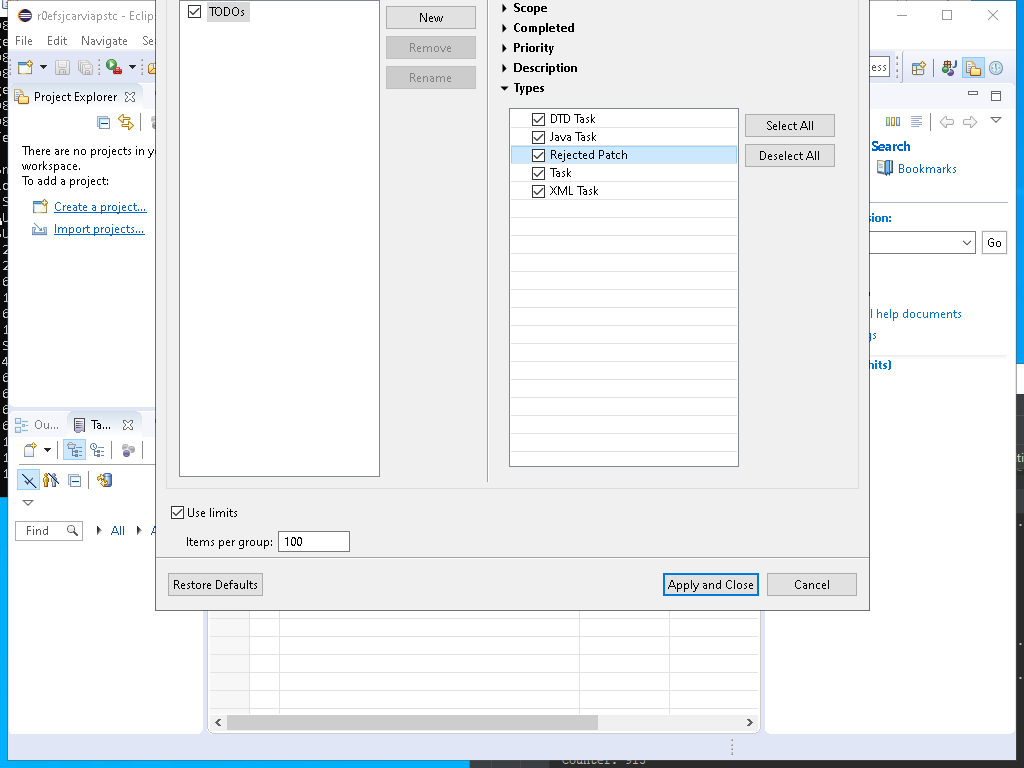 r0efsjcarviapstc - Eclip
File Edit Navigate Se
Project Explorer
There are no projects in y
workspace.
To add a project:
Create a project...
Import projects...
Ou...
Ta...
Find
All
TODOs
New
Remove
Rename
Scope
Completed
Priority
Description
Types
DTD Task
Java Task
Rejected Patch
Task
XML Task
Select All
Deselect All
Use limits
Items per group: 100
Restore Defaults
Apply and Close
Cancel
ess
Search
Bookmarks
sion:
Go
l help documents
gs
hits)
Counter: 913